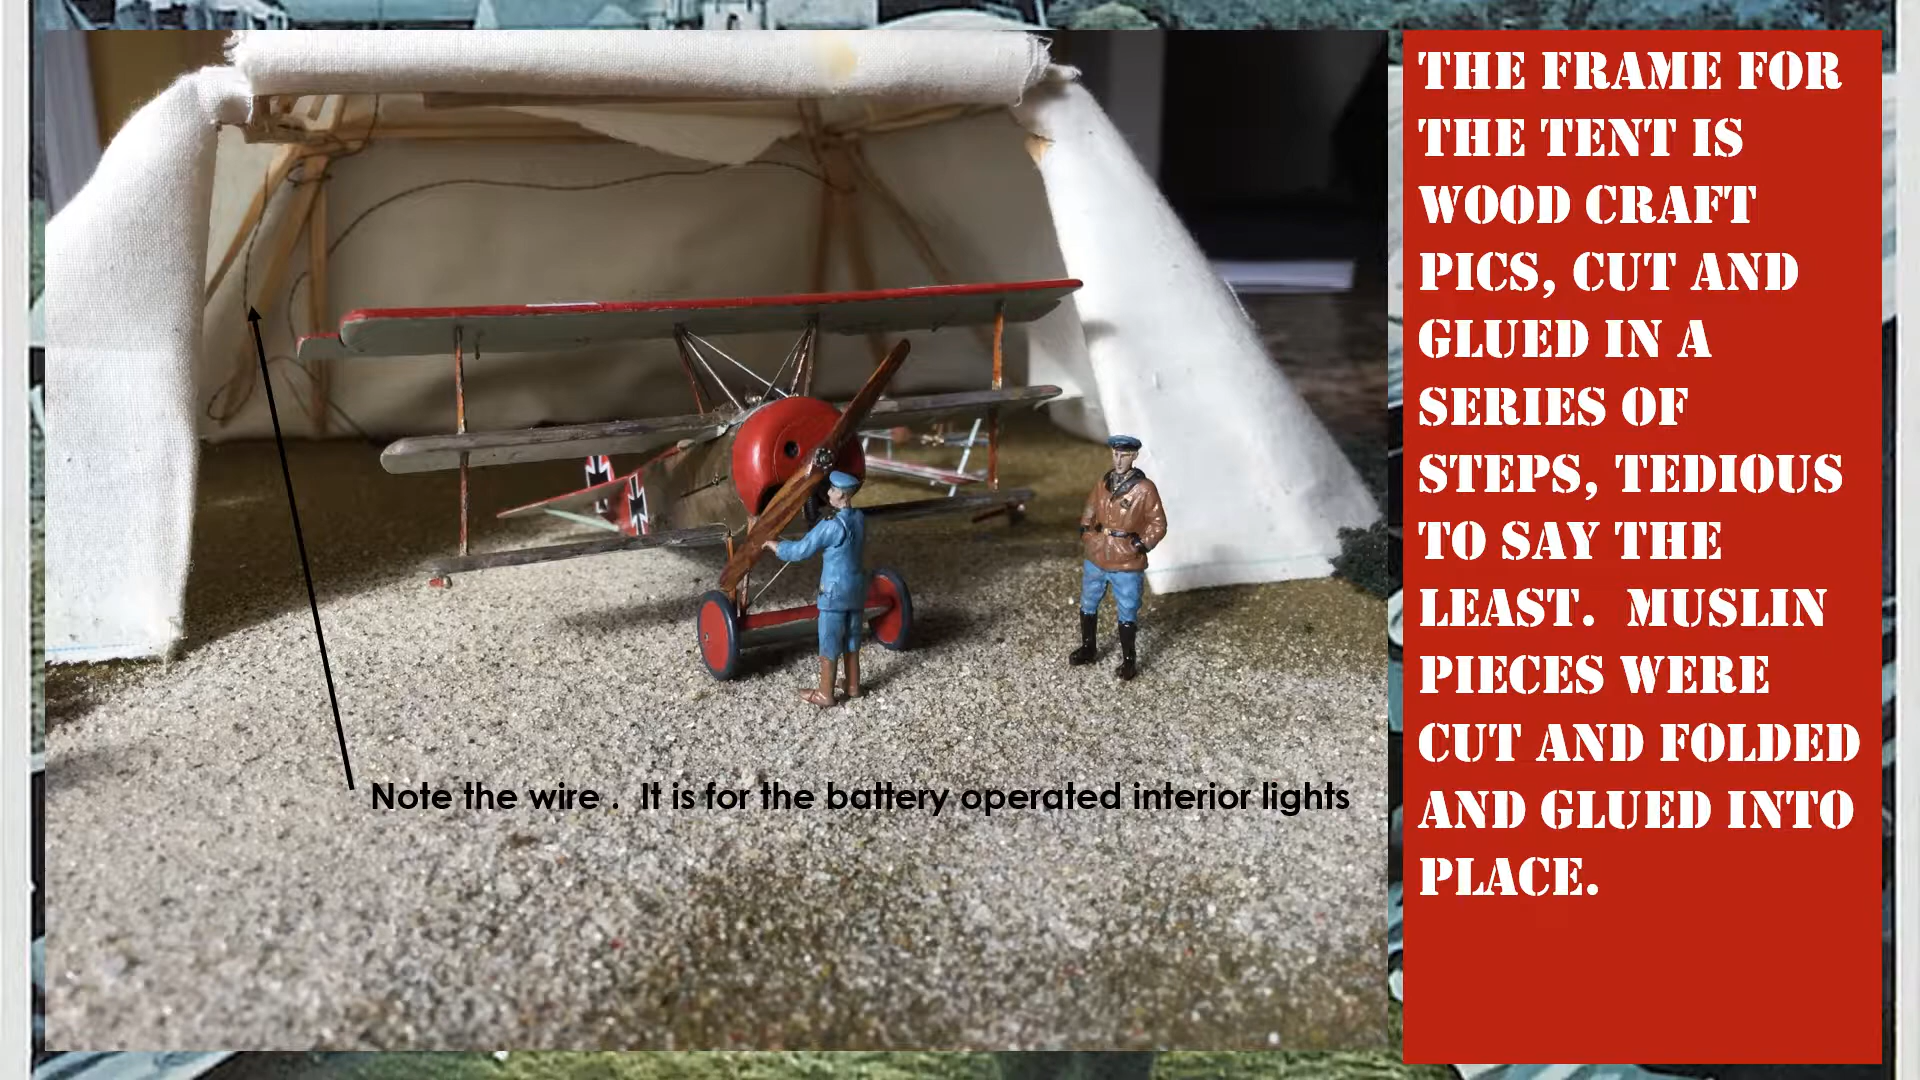 THE FRAME FOR
THE TENT IS
WOOD CRAFT
PICS, CUT AND
GLUED IN A
SERIES OF
STEPS, TEDIOUS
TO SAY THE
LEAST.  MUSLIN
PIECES WERE
CUT AND FOLDED
AND GLUED INTO
PLACE.
Note the wire .  It is for the battery operated interior lights